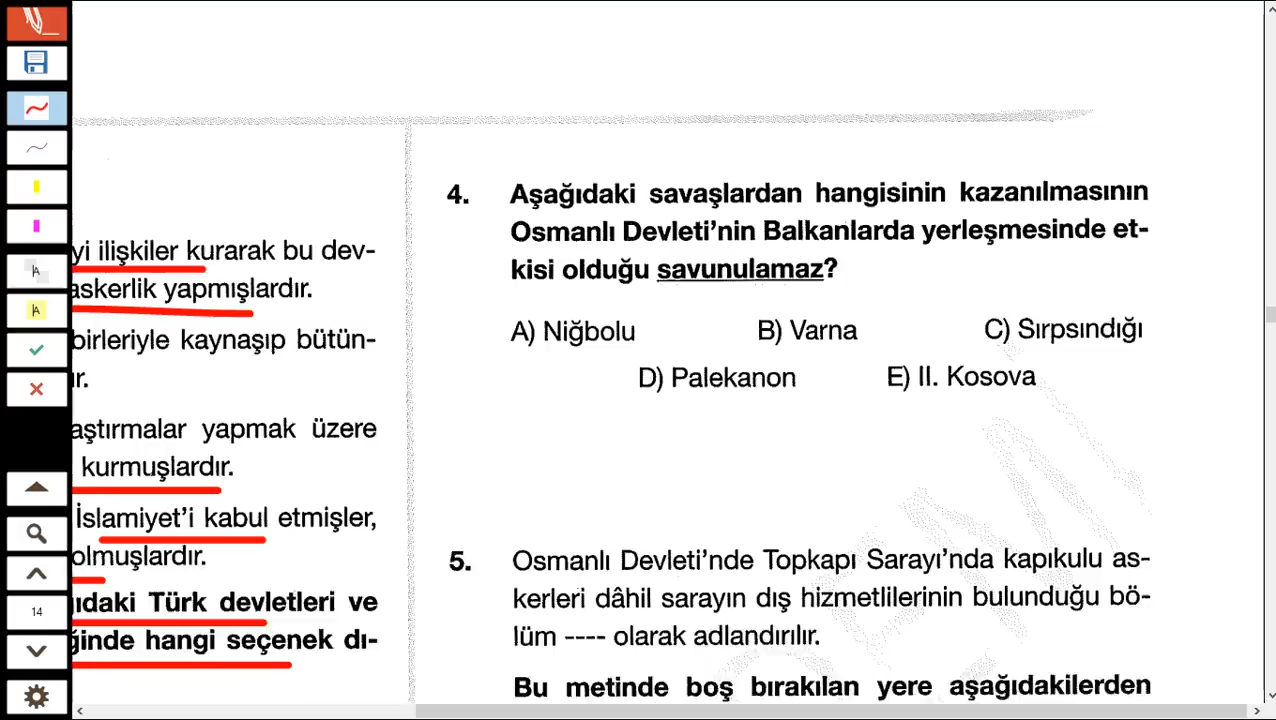 yi ilişkiler kurarak bu dev-
askerlik yapmışlardır.
birleriyle kaynaşıp bütün-
ır.
aştırmalar yapmak üzere
kurmuşlardır.
İslamiyet'i kabul etmişler,
olmuşlardır.
ğıdaki Türk devletleri ve
ğinde hangi seçenek dı-
4. Aşağıdaki savaşlardan hangisinin kazanılmasının
Osmanlı Devleti'nin Balkanlarda yerleşmesinde et-
kisi olduğu savunulamaz?
A) Niğbolu B) Varna C) Sırpsındığı
D) Palekanon E) II. Kosova
5. Osmanlı Devleti'nde Topkapı Sarayı'nda kapıkulu as-
kerleri dâhil sarayın dış hizmetlilerinin bulunduğu bö-
lüm ---- olarak adlandırılır.
Bu metinde boş bırakılan yere aşağıdakilerden
14